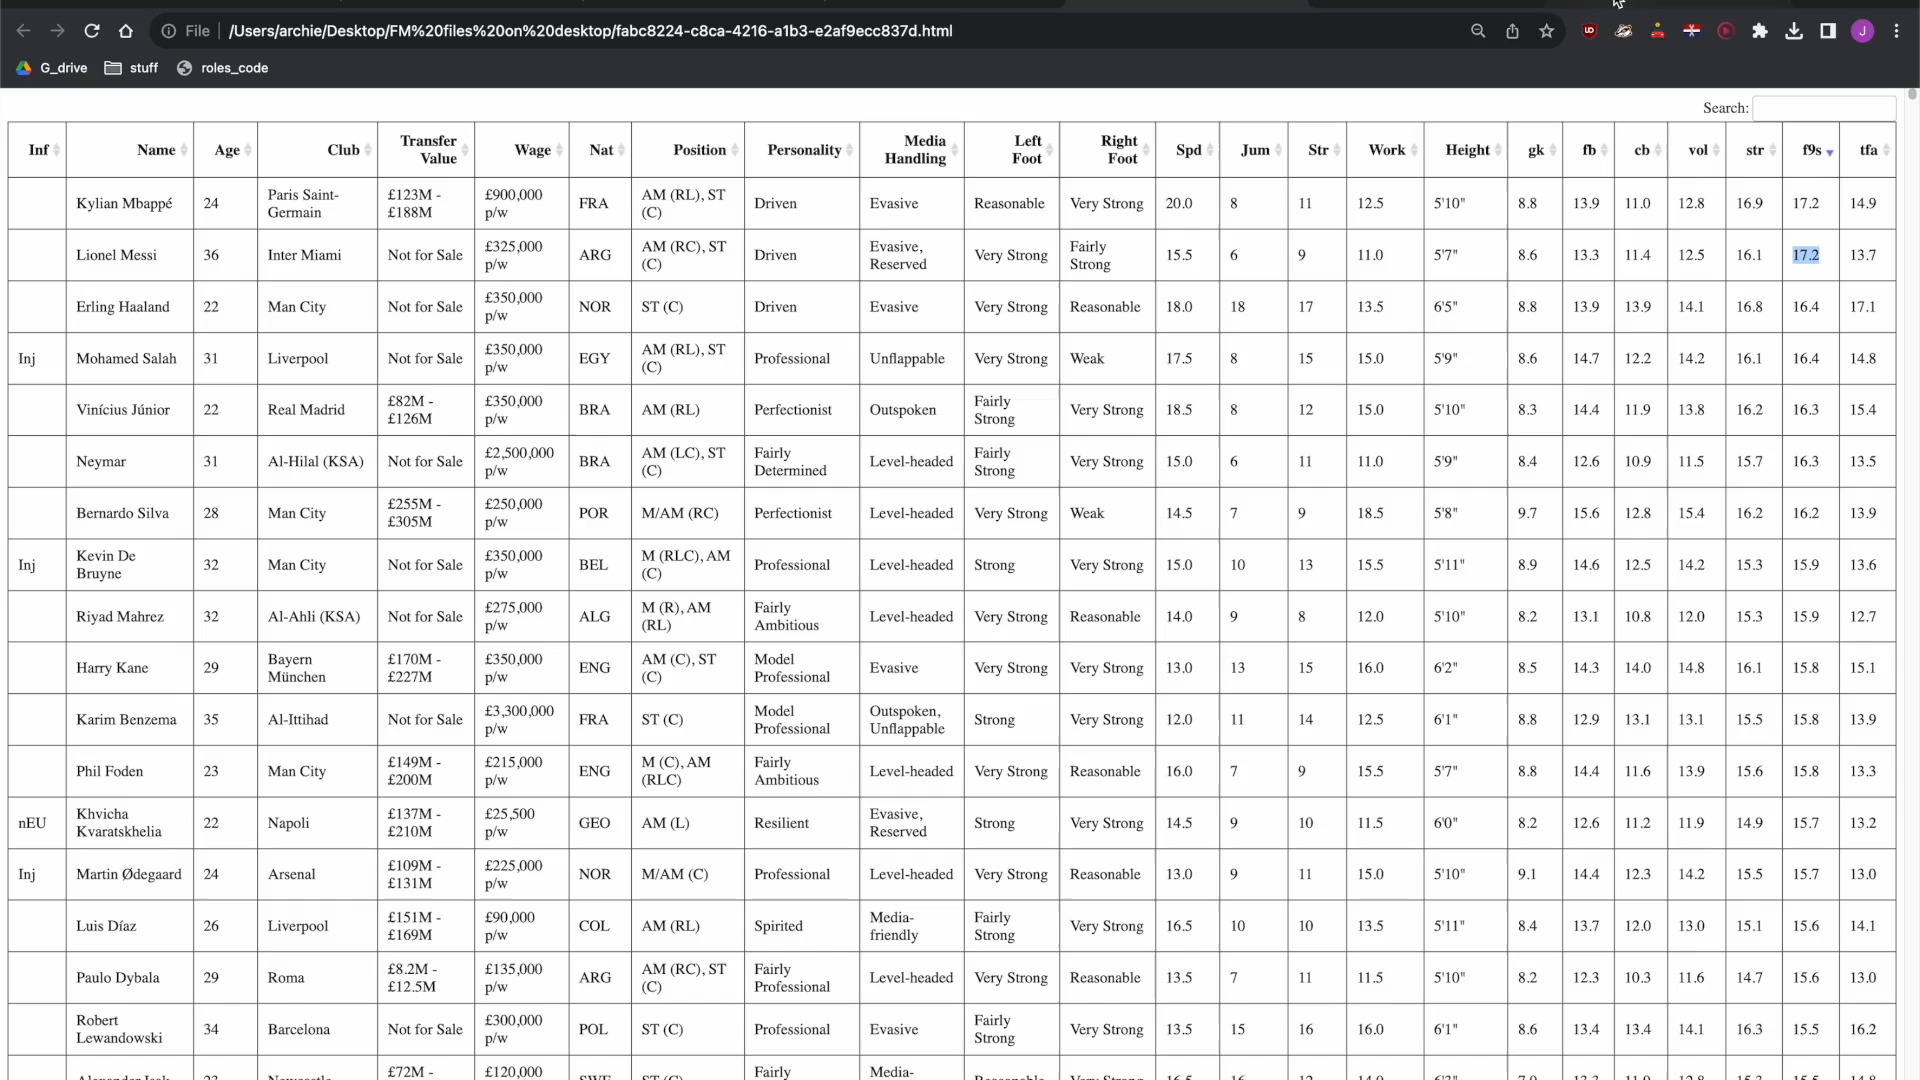 File /Users/archie/Desktop/FM%20files%20on%20desktop/fabc8224-c8ca-4216-a1b3-e2af9ecc837d.html J
G_drive stuff roles_code
Search:
Inf Name Age Club Transfer Value Wage Nat Position Personality Media Handling Left Foot Right Foot Spd Jum Str Work Height gk fb cb vol str f9s tfa
Kylian Mbappé 24 Paris Saint-Germain £123M - £188M £900,000 p/w FRA AM (RL), ST (C) Driven Evasive Reasonable Very Strong 20.0 8 11 12.5 5'10" 8.8 13.9 11.0 12.8 16.9 17.2 14.9
Lionel Messi 36 Inter Miami Not for Sale £325,000 p/w ARG AM (RC), ST (C) Driven Evasive, Reserved Very Strong Fairly Strong 15.5 6 9 11.0 5'7" 8.6 13.3 11.4 12.5 16.1 17.2 13.7
Erling Haaland 22 Man City Not for Sale £350,000 p/w NOR ST (C) Driven Evasive Very Strong Reasonable 18.0 18 17 13.5 6'5" 8.8 13.9 13.9 14.1 16.8 16.4 17.1
Inj Mohamed Salah 31 Liverpool Not for Sale £350,000 p/w EGY AM (RL), ST (C) Professional Unflappable Very Strong Weak 17.5 8 15 15.0 5'9" 8.6 14.7 12.2 14.2 16.1 16.4 14.8
Vinícius Júnior 22 Real Madrid £82M - £126M £350,000 p/w BRA AM (RL) Perfectionist Outspoken Fairly Strong Very Strong 18.5 8 12 15.0 5'10" 8.3 14.4 11.9 13.8 16.2 16.3 15.4
Neymar 31 Al-Hilal (KSA) Not for Sale £2,500,000 p/w BRA AM (LC), ST (C) Fairly Determined Level-headed Fairly Strong Very Strong 15.0 6 11 11.0 5'9" 8.4 12.6 10.9 11.5 15.7 16.3 13.5
Bernardo Silva 28 Man City £255M - £305M £250,000 p/w POR M/AM (RC) Perfectionist Level-headed Very Strong Weak 14.5 7 9 18.5 5'8" 9.7 15.6 12.8 15.4 16.2 16.2 13.9
Inj Kevin De Bruyne 32 Man City Not for Sale £350,000 p/w BEL M (RLC), AM (C) Professional Level-headed Strong Very Strong 15.0 10 13 15.5 5'11" 8.9 14.6 12.5 14.2 15.3 15.9 13.6
Riyad Mahrez 32 Al-Ahli (KSA) Not for Sale £275,000 p/w ALG M (R), AM (RL) Fairly Ambitious Level-headed Very Strong Reasonable 14.0 9 8 12.0 5'10" 8.2 13.1 10.8 12.0 15.3 15.9 12.7
Harry Kane 29 Bayern München £170M - £227M £350,000 p/w ENG AM (C), ST (C) Model Professional Evasive Very Strong Very Strong 13.0 13 15 16.0 6'2" 8.5 14.3 14.0 14.8 16.1 15.8 15.1
Karim Benzema 35 Al-Ittihad Not for Sale £3,300,000 p/w FRA ST (C) Model Professional Outspoken, Unflappable Strong Very Strong 12.0 11 14 12.5 6'1" 8.8 12.9 13.1 13.1 15.5 15.8 13.9
Phil Foden 23 Man City £149M - £200M £215,000 p/w ENG M (C), AM (RLC) Fairly Ambitious Level-headed Very Strong Reasonable 16.0 7 9 15.5 5'7" 8.8 14.4 11.6 13.9 15.6 15.8 13.3
nEU Khvicha Kvaratskhelia 22 Napoli £137M - £210M £25,500 p/w GEO AM (L) Resilient Evasive, Reserved Strong Very Strong 14.5 9 10 11.5 6'0" 8.2 12.6 11.2 11.9 14.9 15.7 13.2
Inj Martin Ødegaard 24 Arsenal £109M - £131M £225,000 p/w NOR M/AM (C) Professional Level-headed Very Strong Reasonable 13.0 9 11 15.0 5'10" 9.1 14.4 12.3 14.2 15.5 15.7 13.0
Luis Díaz 26 Liverpool £151M - £169M £90,000 p/w COL AM (RL) Spirited Media-friendly Fairly Strong Very Strong 16.5 10 10 13.5 5'11" 8.4 13.7 12.0 13.0 15.1 15.6 14.1
Paulo Dybala 29 Roma £8.2M - £12.5M £135,000 p/w ARG AM (RC), ST (C) Fairly Professional Level-headed Very Strong Reasonable 13.5 7 11 11.5 5'10" 8.2 12.3 10.3 11.6 14.7 15.6 13.0
Robert Lewandowski 34 Barcelona Not for Sale £300,000 p/w POL ST (C) Professional Evasive Fairly Strong Very Strong 13.5 15 16 16.0 6'1" 8.6 13.4 13.4 14.1 16.3 15.5 16.2
£72M - £120,000 Fairly Media-